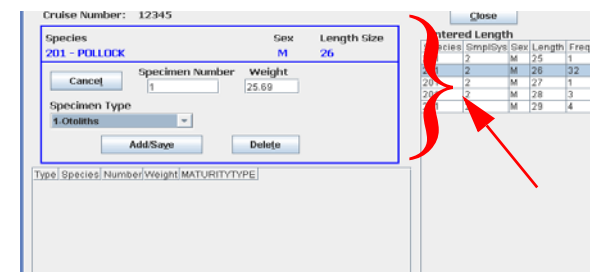 Cruise Number: 12345
Close
Entered Length
Species Sex Length Size
201 - POLLOCK M 26
Cancel Specimen Number Weight
1 25.69
Specimen Type
1-Otoliths
Add/Save Delete
Species SmplSys Sex Length Freq
2 M 25 1
2 M 26 32
2 M 27 1
2 M 28 3
2 M 29 4
Type Species Number Weight MATURITYTYPE